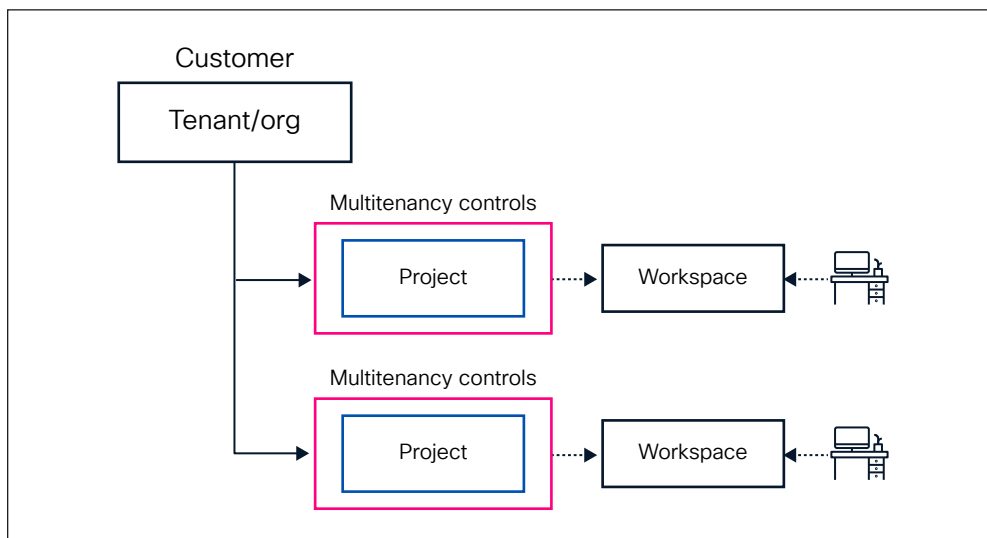 Customer
Tenant/org
Multitenancy controls
Project
Workspace
Multitenancy controls
Project
Workspace